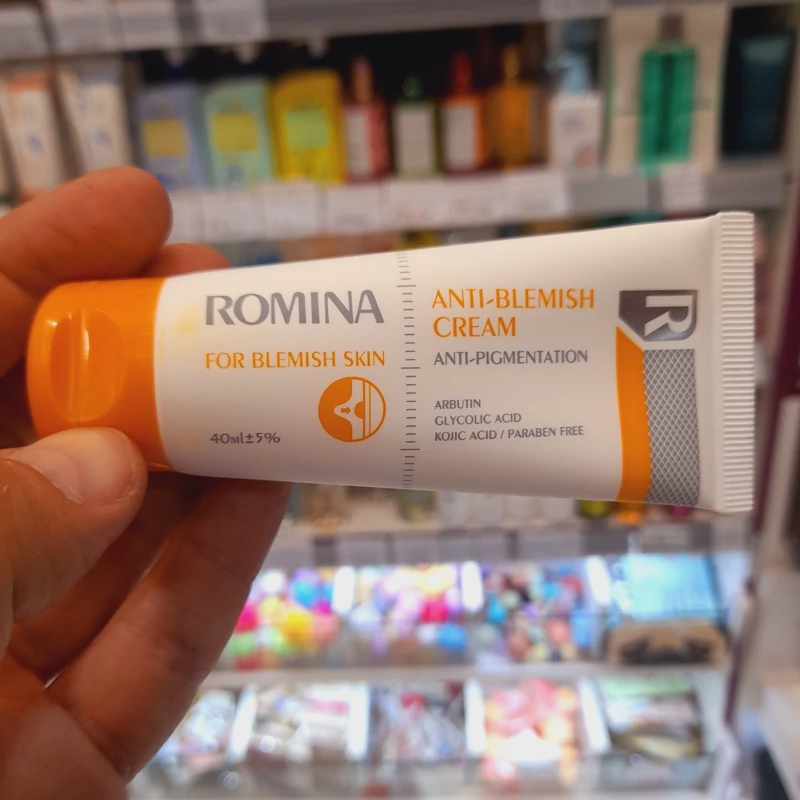 ROMINA
FOR BLEMISH SKIN
40ml±5%
ANTI-BLEMISH
CREAM
ANTI-PIGMENTATION
ARBUTIN
GLYCOLIC ACID
KOJIC ACID / PARABEN FREE
R